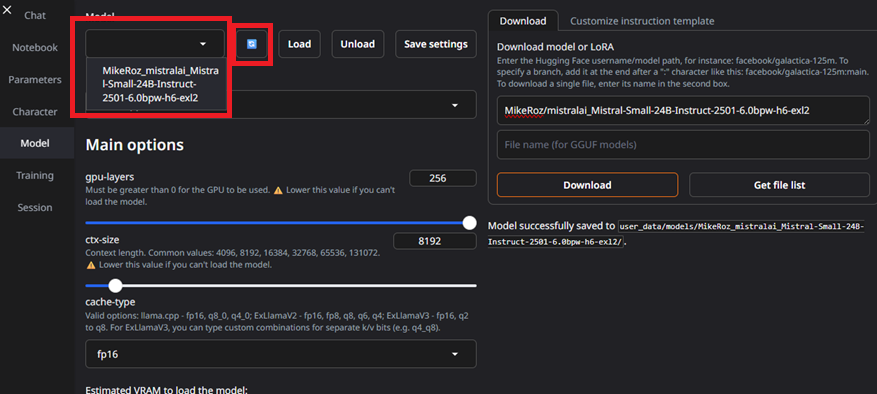 Chat
Notebook
Parameters
Character
Model
Training
Session
Model
MikeRoz_mistralai_Mistra
l-Small-24B-Instruct-
2501-6.0bpw-h6-exl2
Load
Unload
Save settings
Main options
gpu-layers
256
Must be greater than 0 for the GPU to be used. ⚠ Lower this value if you can't
load the model.
ctx-size
8192
Context length. Common values: 4096, 8192, 16384, 32768, 65536, 131072.
⚠ Lower this value if you can't load the model.
cache-type
Valid options: llama.cpp - fp16, q8_0, q4_0; ExLlamaV2 - fp16, fp8, q8, q6, q4; ExLlamaV3 - fp16, q2
to q8. For ExLlamaV3, you can type custom combinations for separate k/v bits (e.g. q4_q8).
fp16
Estimated VRAM to load the model:
Download
Customize instruction template
Download model or LoRA
Enter the Hugging Face username/model path, for instance: facebook/galactica-125m. To
specify a branch, add it at the end after a ":" character like this: facebook/galactica-125m:main.
To download a single file, enter its name in the second box.
MikeRoz/mistralai_Mistral-Small-24B-Instruct-2501-6.0bpw-h6-exl2
File name (for GGUF models)
Download
Get file list
Model successfully saved to user_data/models/MikeRoz_mistralai_Mistral-Small-24B-
Instruct-2501-6.0bpw-h6-exl2/.